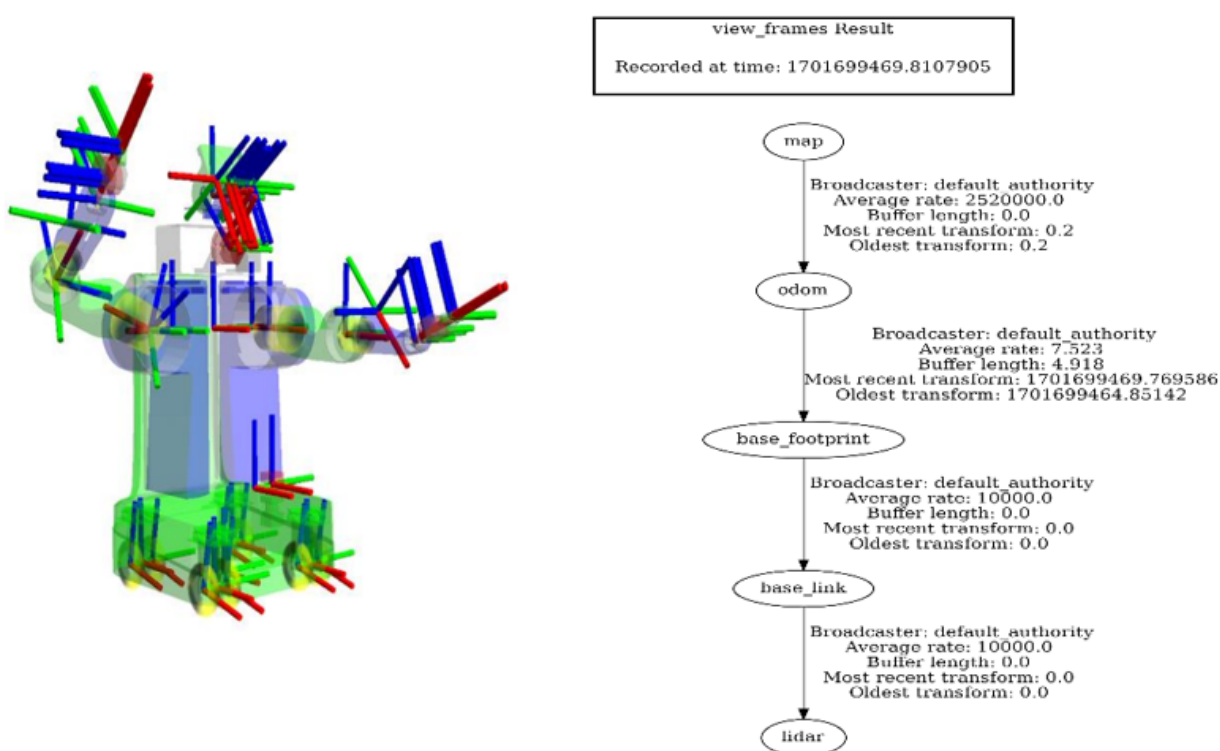 view_frames Result
Recorded at time: 1701699469.8107905
map
Broadcaster: default_authority
Average rate: 2520000.0
Buffer length: 0.0
Most recent transform: 0.2
Oldest transform: 0.2
odom
Broadcaster: default_authority
Average rate: 7.523
Buffer length: 4.918
Most recent transform: 1701699469.769586
Oldest transform: 1701699464.85142
base_footprint
Broadcaster: default_authority
Average rate: 10000.0
Buffer length: 0.0
Most recent transform: 0.0
Oldest transform: 0.0
base_link
Broadcaster: default_authority
Average rate: 10000.0
Buffer length: 0.0
Most recent transform: 0.0
Oldest transform: 0.0
lidar